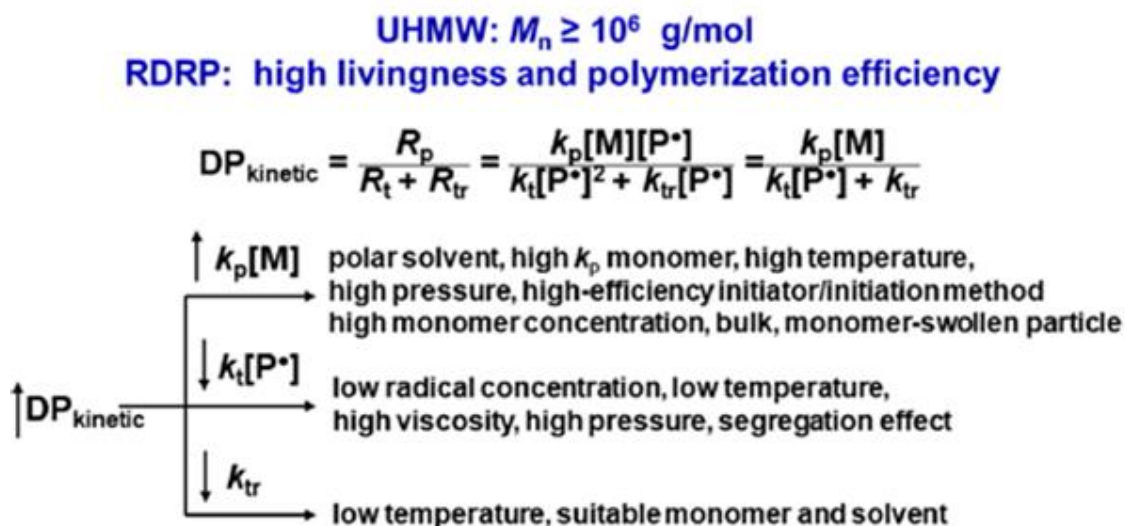 UHMW: Mn ≥ 10⁶ g/mol
RDRP: high livingness and polymerization efficiency
DPkinetic = Rp / (Rt + Rtr) = kp[M][P•] / (kt[P•]² + ktr[P•]) = kp[M] / (kt[P•] + ktr)
↑ kp[M] polar solvent, high kp monomer, high temperature,
high pressure, high-efficiency initiator/initiation method
high monomer concentration, bulk, monomer-swollen particle
↓ kt[P•]
low radical concentration, low temperature,
↑DPkinetic
high viscosity, high pressure, segregation effect
↓ ktr
low temperature, suitable monomer and solvent